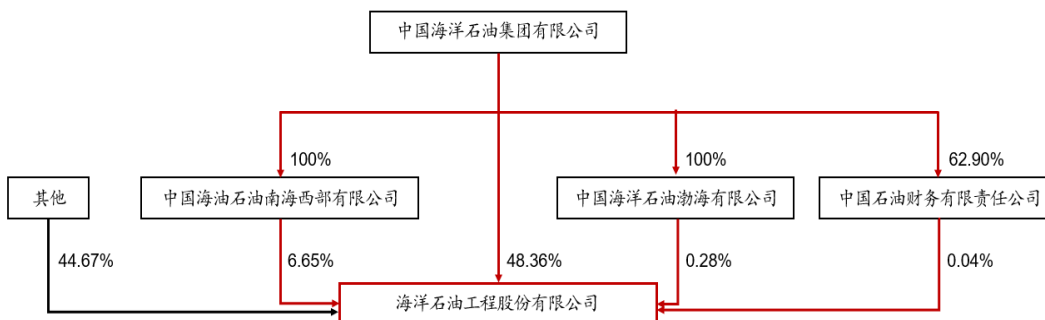 中国海洋石油集团有限公司
100%
100%
62.90%
其他
中国海油石油南海西部有限公司
中国海洋石油渤海有限公司
中国石油财务有限责任公司
44.67%
6.65%
48.36%
0.28%
0.04%
海洋石油工程股份有限公司